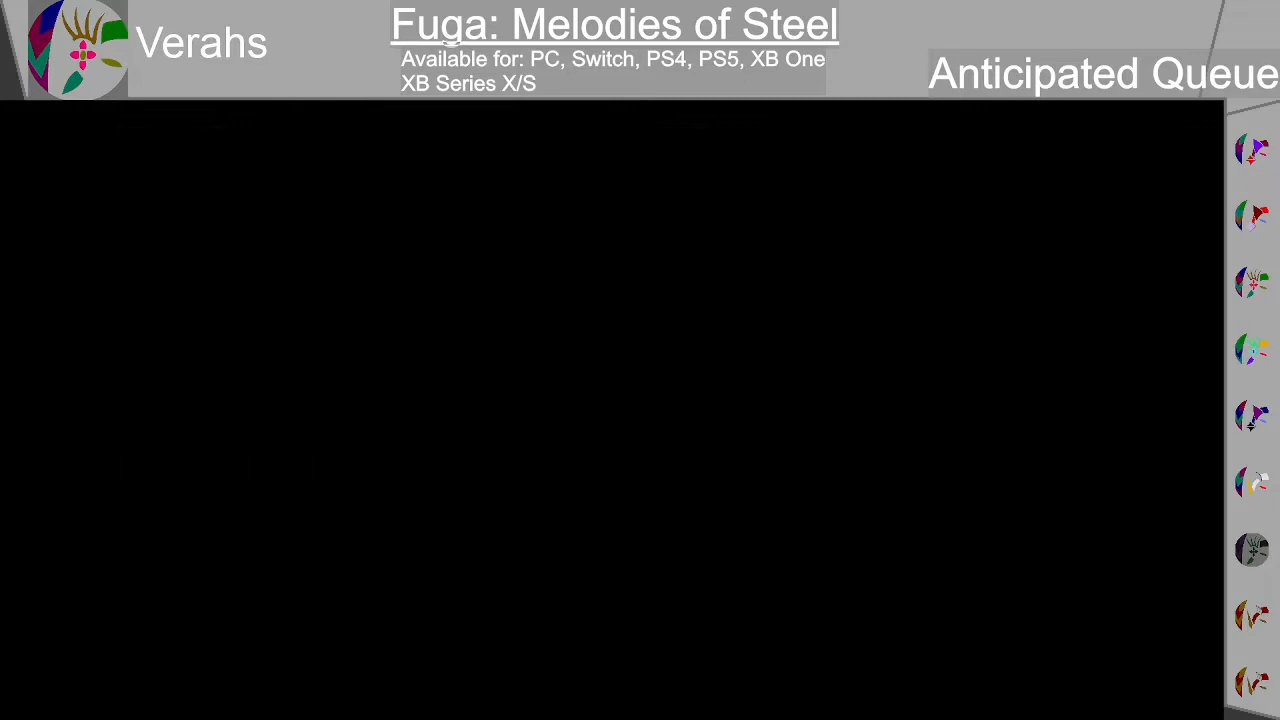 Verahs
Fuga: Melodies of Steel
Available for: PC, Switch, PS4, PS5, XB One
XB Series X/S
Anticipated Queue